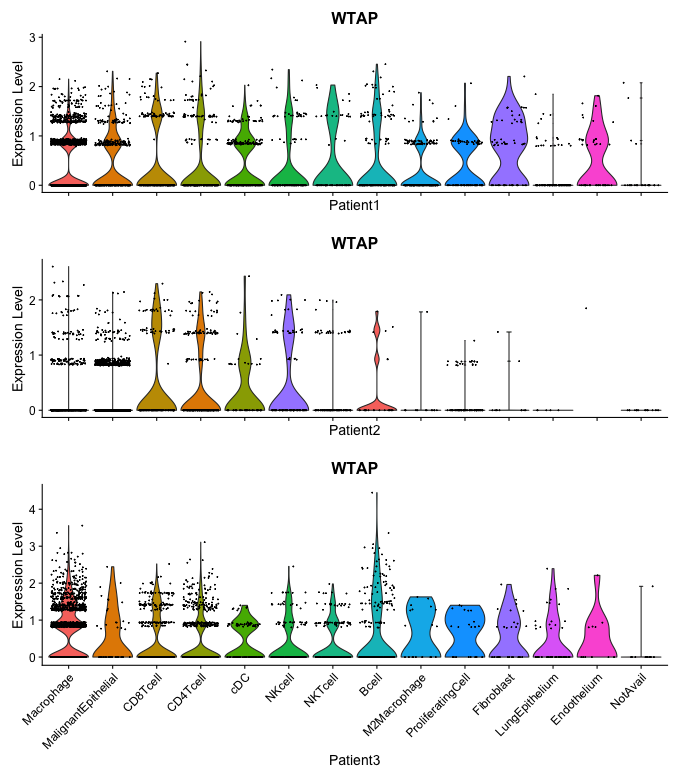 WTAP
Expression Level
3
2
1
0
Patient1
WTAP
Expression Level
2
1
0
Patient2
WTAP
Expression Level
4
3
2
1
0
Macrophage
MalignantEpithelial
CD8Tcell
CD4Tcell
cDC
NKcell
NKTcell
Bcell
M2Macrophage
ProliferatingCell
Fibroblast
LungEpithelium
Endothelium
NotAvail
Patient3